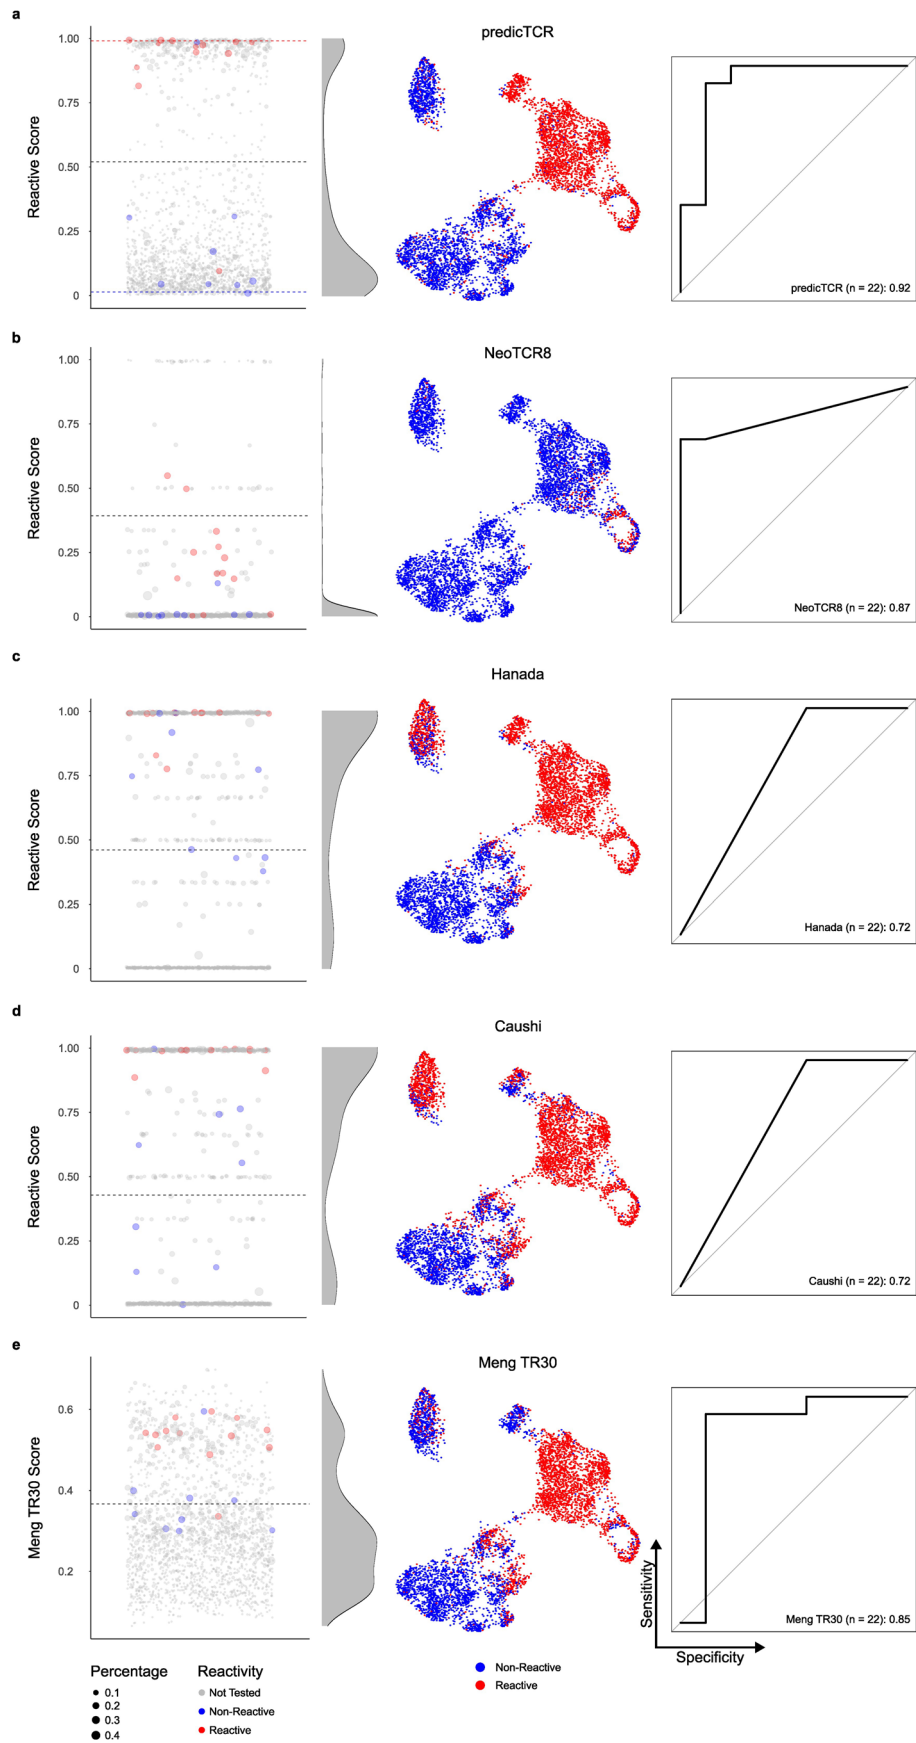 a
predicTCR
1.00
0.75
0.50
0.25
0
Reactive Score
predicTCR (n = 22): 0.92
b
NeoTCR8
1.00
0.75
0.50
0.25
0
Reactive Score
NeoTCR8 (n = 22): 0.87
c
Hanada
1.00
0.75
0.50
0.25
0
Reactive Score
Hanada (n = 22): 0.72
d
Caushi
1.00
0.75
0.50
0.25
0
Reactive Score
Caushi (n = 22): 0.72
e
Meng TR30
0.6
0.4
0.2
Meng TR30 Score
Meng TR30 (n = 22): 0.85
Sensitivity
Specificity
Percentage
0.1
0.2
0.3
0.4
Reactivity
Not Tested
Non-Reactive
Reactive
Non-Reactive
Reactive